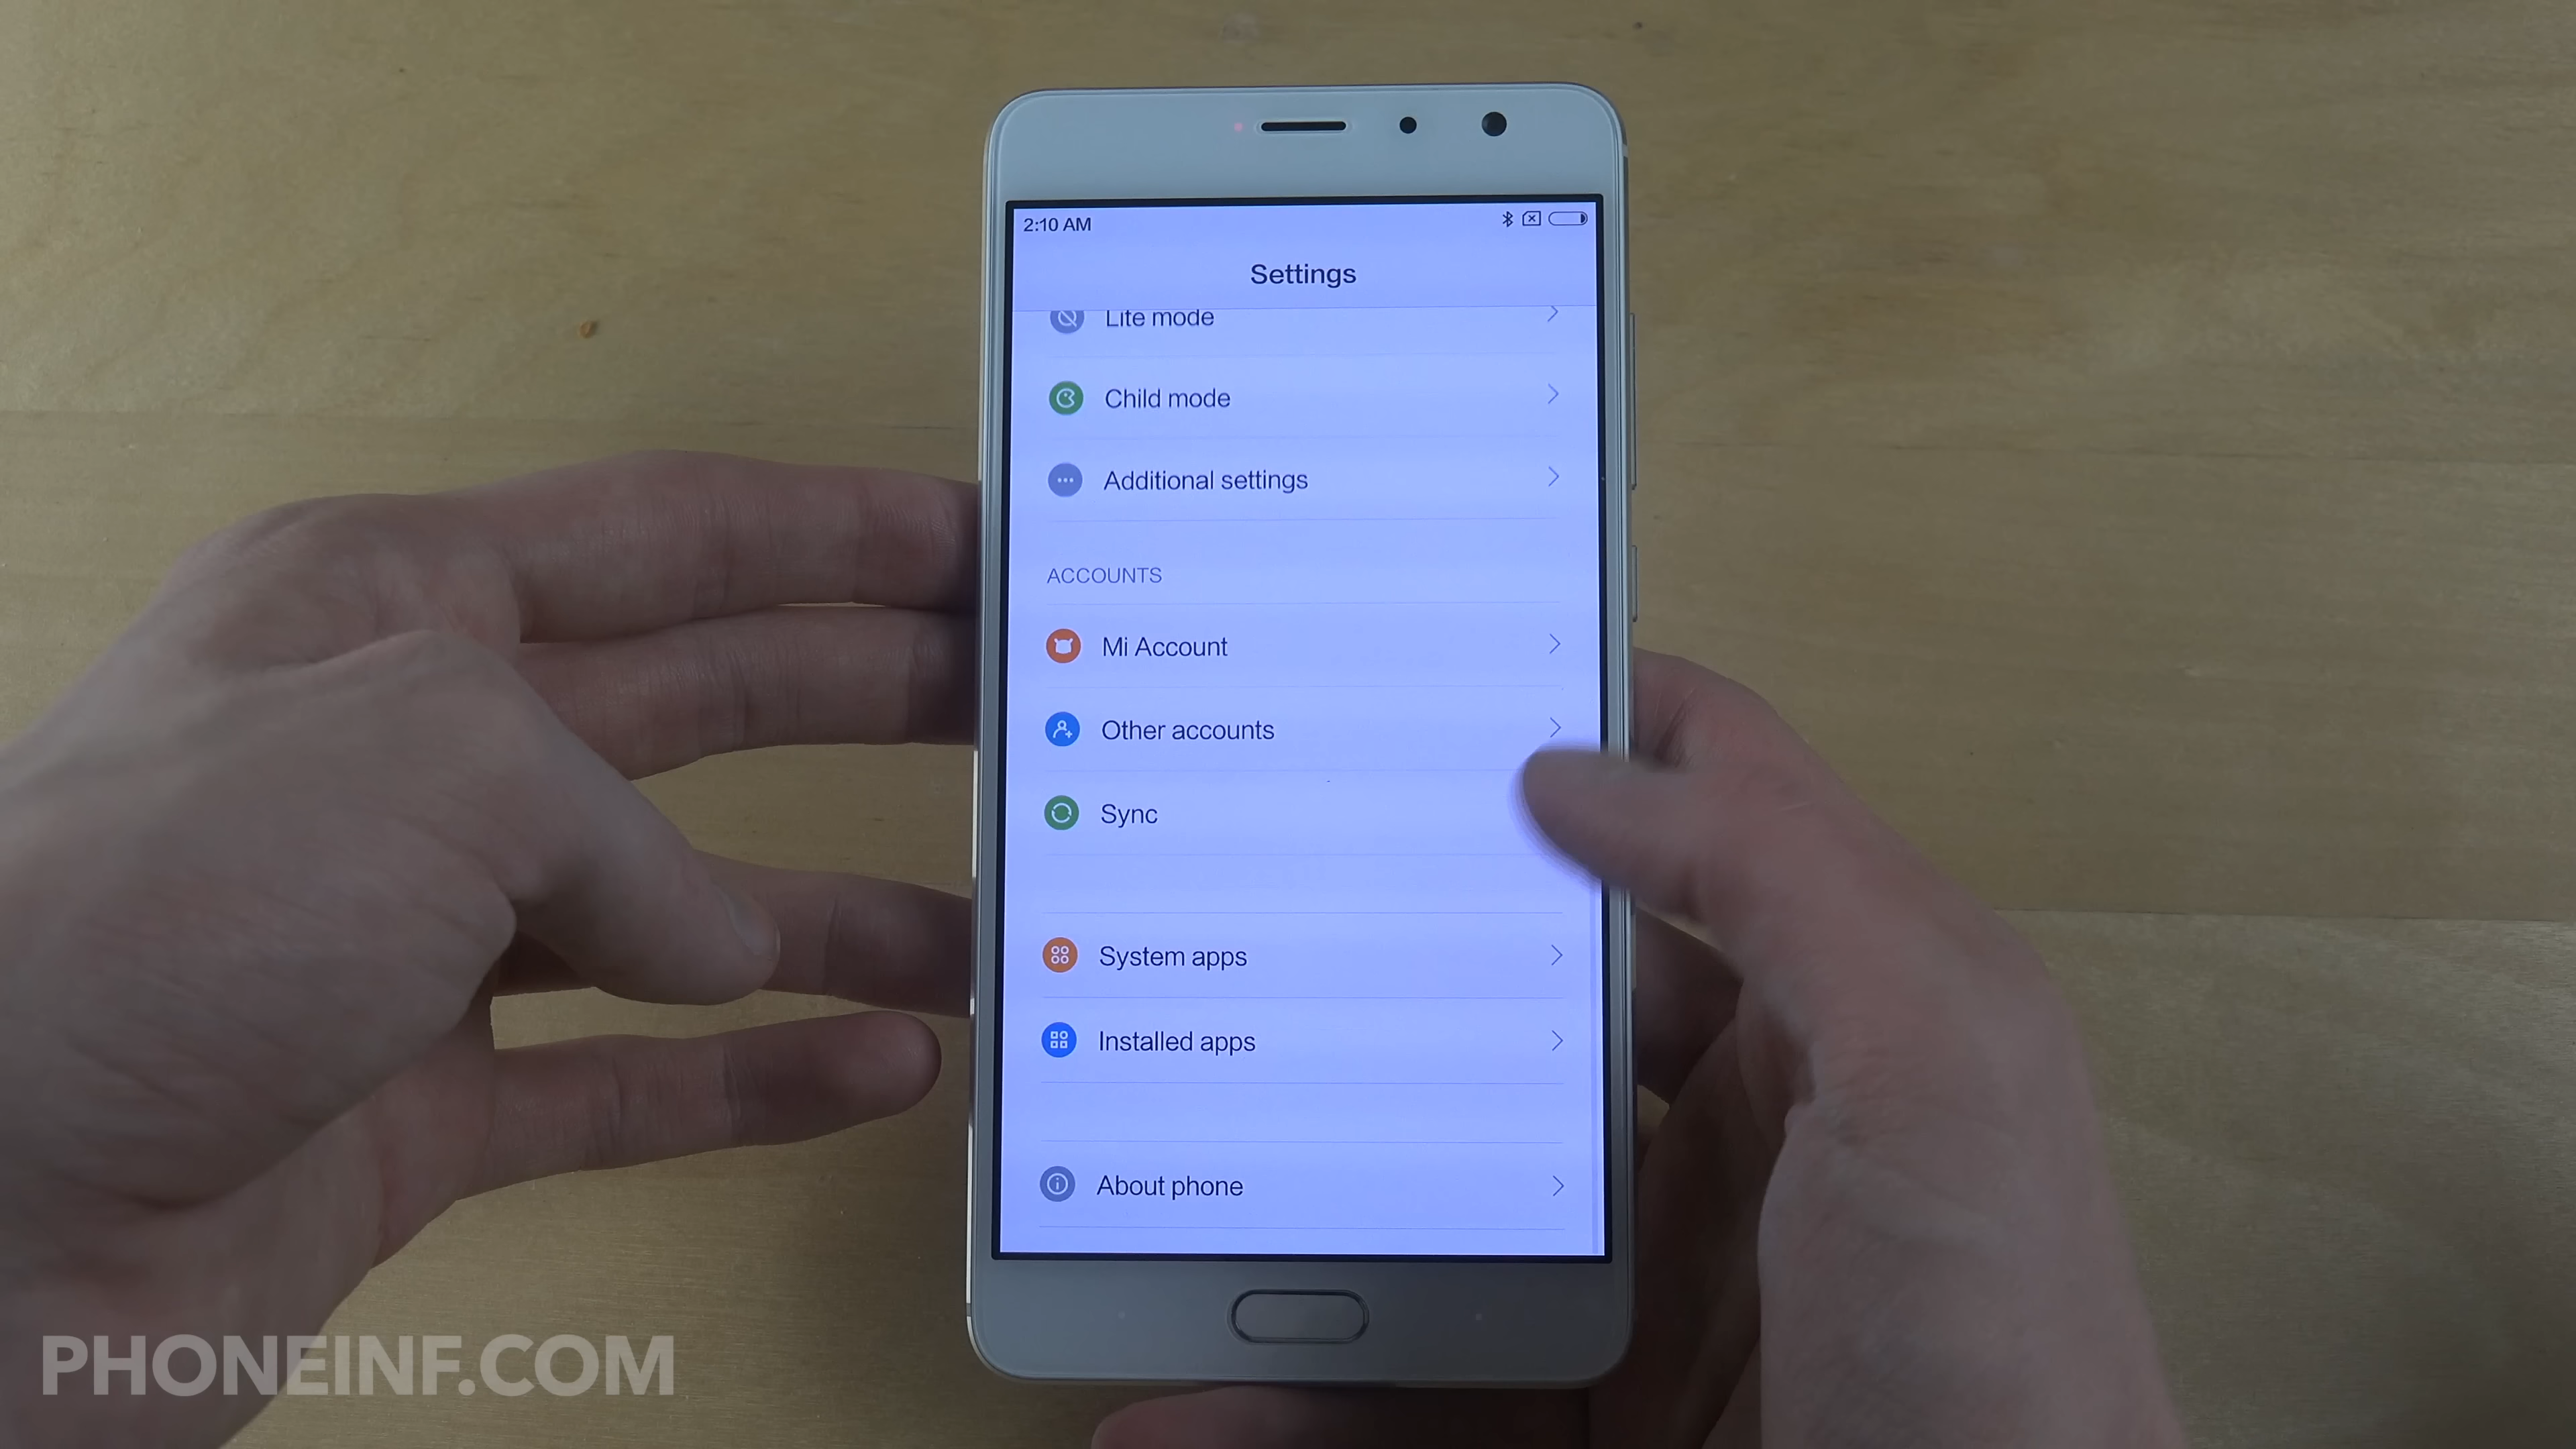 2:10 AM
Settings
Lite mode
Child mode
Additional settings
ACCOUNTS
Mi Account
Other accounts
Sync
System apps
Installed apps
About phone
PHONEINF.COM